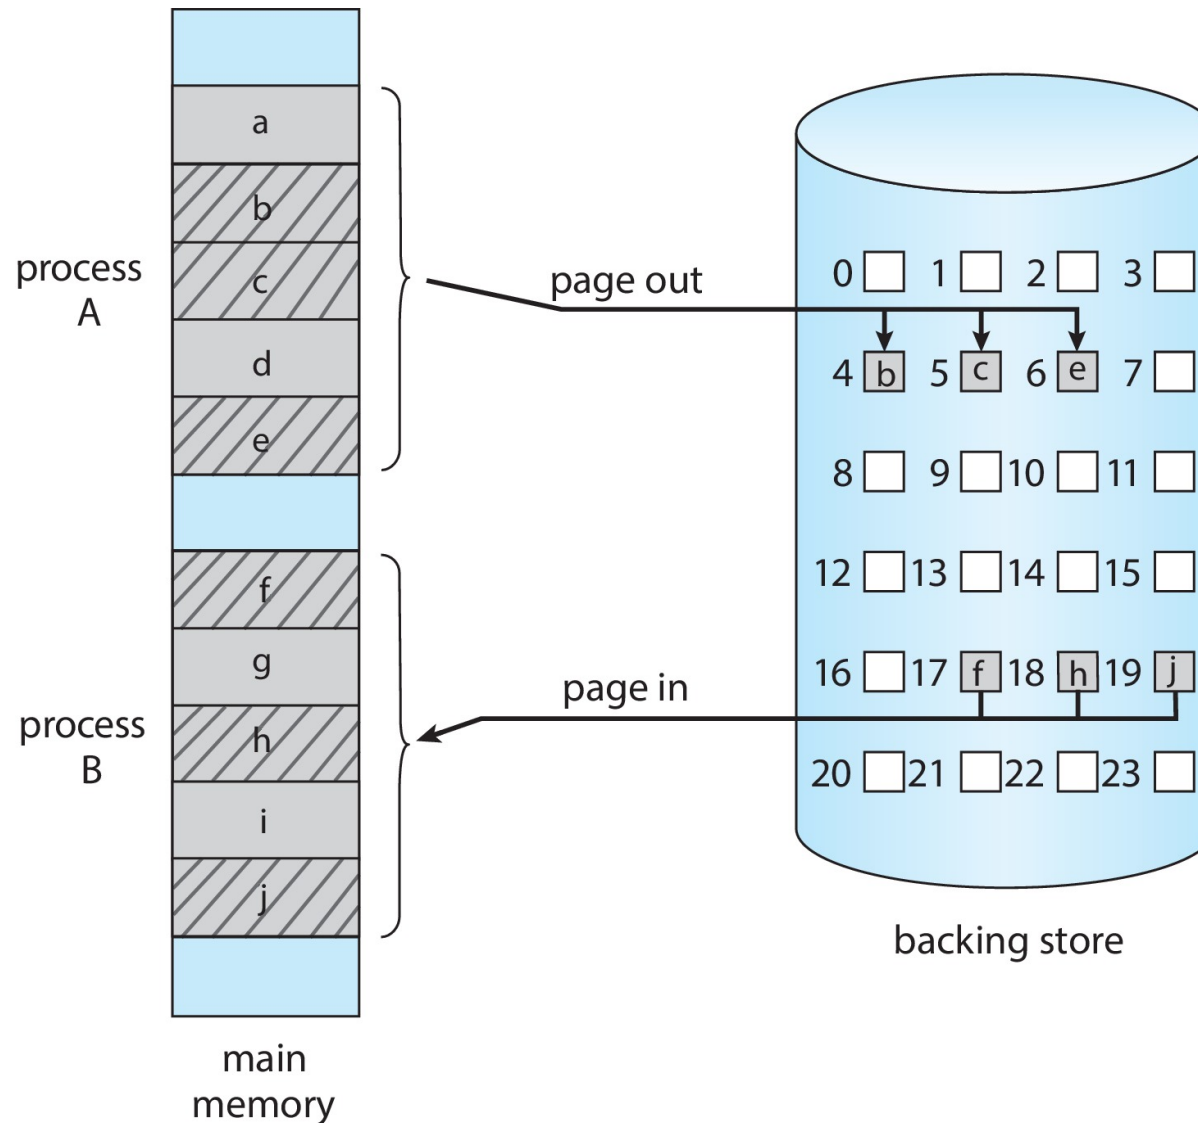 a
b
c
d
e
process
A
page out
0 1 2 3
4 b 5 c 6 e 7
8 9 10 11
12 13 14 15
16 17 f 18 h 19 j
20 21 22 23
f
g
h
i
j
process
B
page in
backing store
main
memory